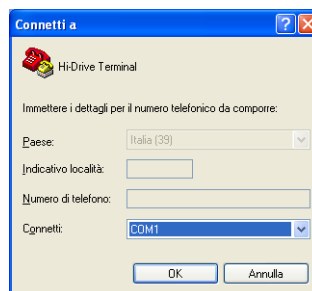 Connetti a
Hi-Drive Terminal
Immettere i dettagli per il numero telefonico da comporre:
Paese: Italia (39)
Indicativo località:
Numero di telefono:
Connetti: COM1
OK Annulla